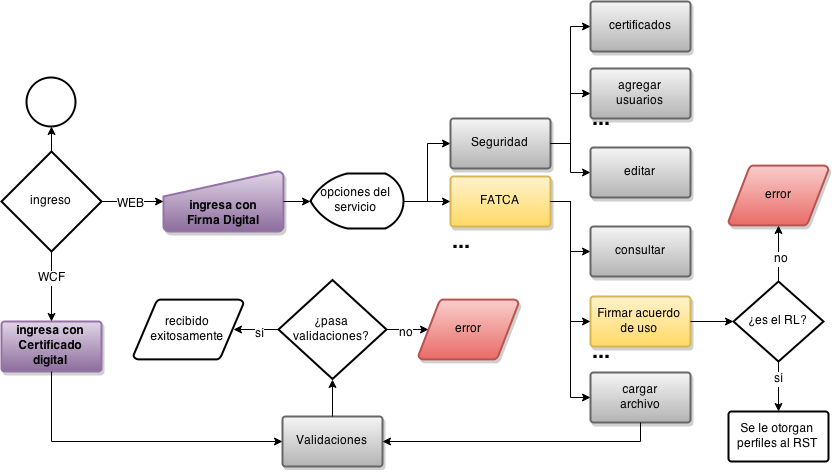 certificados
agregar
usuarios
...
Seguridad
editar
ingreso
WEB
ingresa con
Firma Digital
opciones del
servicio
FATCA
...
error
consultar
no
WCF
ingresa con
Certificado
digital
recibido
exitosamente
si
¿pasa
validaciones?
no
error
Firmar acuerdo
de uso
...
¿es el RL?
si
cargar
archivo
Validaciones
Se le otorgan
perfiles al RST